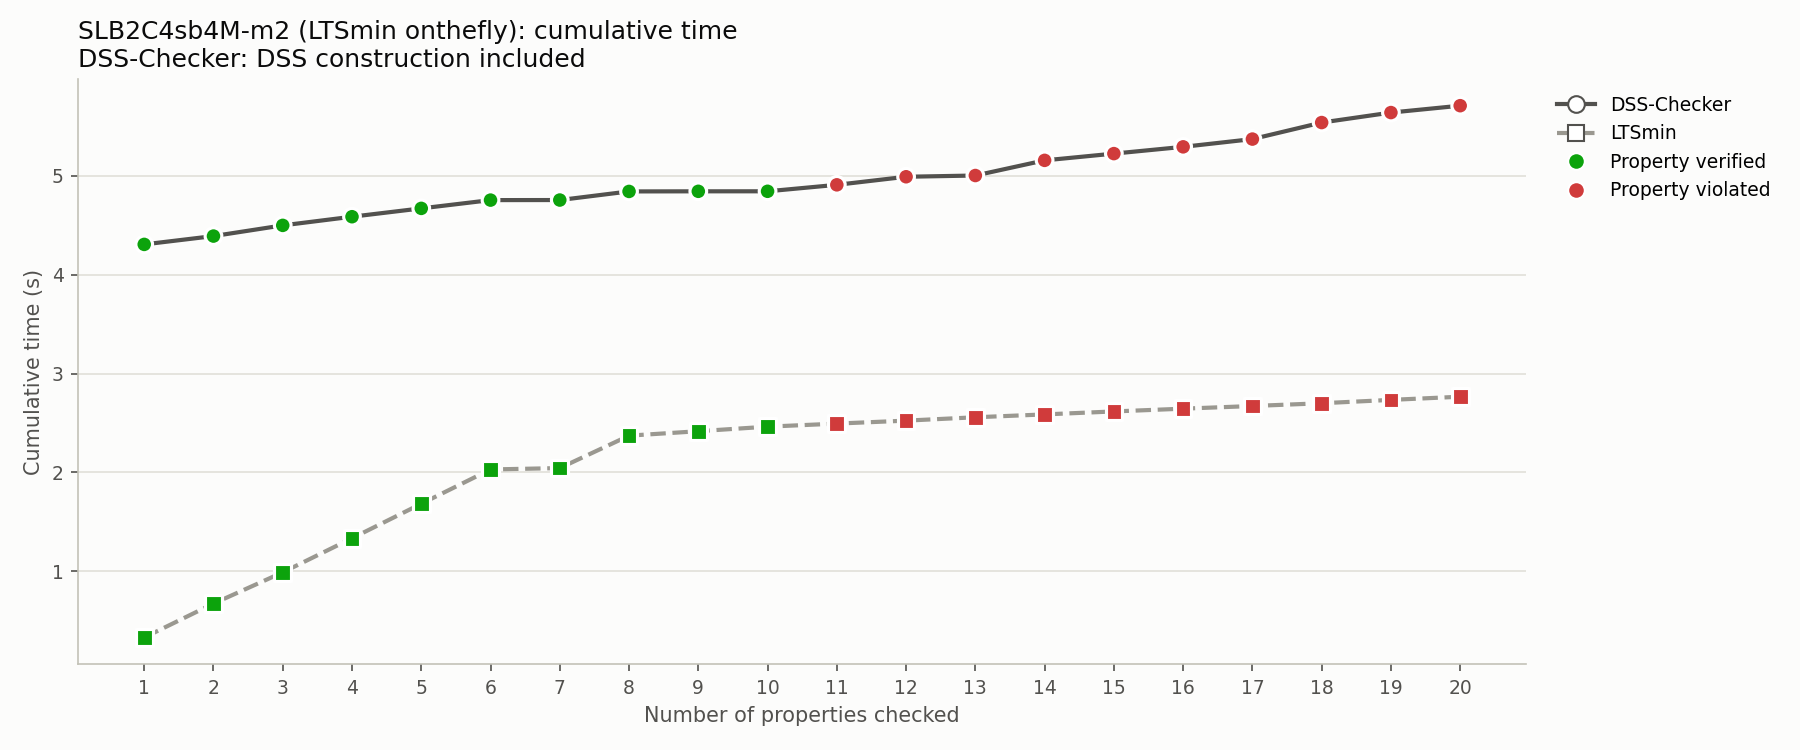 SLB2C4sb4M-m2 (LTSmin onthefly): cumulative time
DSS-Checker: DSS construction included
DSS-Checker
LTSmin
Property verified
Property violated
Cumulative time (s)
5
4
3
2
1
1 2 3 4 5 6 7 8 9 10 11 12 13 14 15 16 17 18 19 20
Number of properties checked